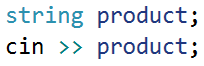 string product;
cin >> product;